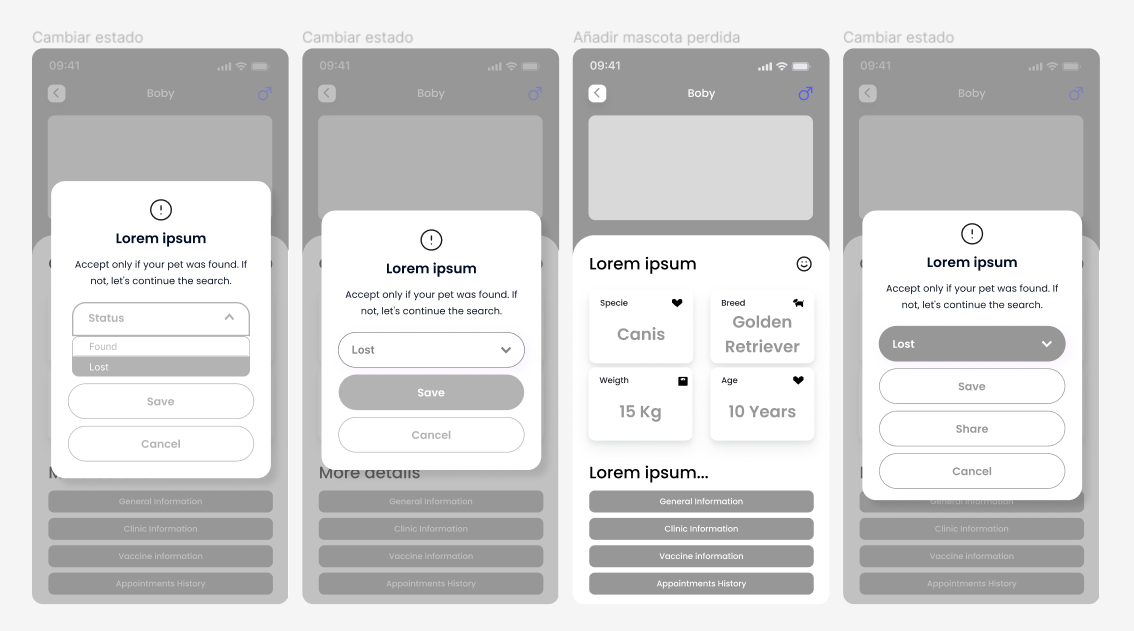 Cambiar estado
09:41
Boby
Lorem ipsum
Accept only if your pet was found. If
not, let's continue the search.
Status
Found
Lost
Save
Cancel
M
General Information
Clinic Information
Vaccine information
Appointments History
Cambiar estado
09:41
Boby
Lorem ipsum
Accept only if your pet was found. If
not, let's continue the search.
Lost
Save
Cancel
More details
General Information
Clinic Information
Vaccine information
Appointments History
Añadir mascota perdida
09:41
Boby
Lorem ipsum
Specie
Canis
Breed
Golden
Retriever
Weigth
15 Kg
Age
10 Years
Lorem ipsum...
General Information
Clinic Information
Vaccine information
Appointments History
Cambiar estado
09:41
Boby
Lorem ipsum
Accept only if your pet was found. If
not, let's continue the search.
Lost
Save
Share
Cancel
General Information
Clinic Information
Vaccine information
Appointments History